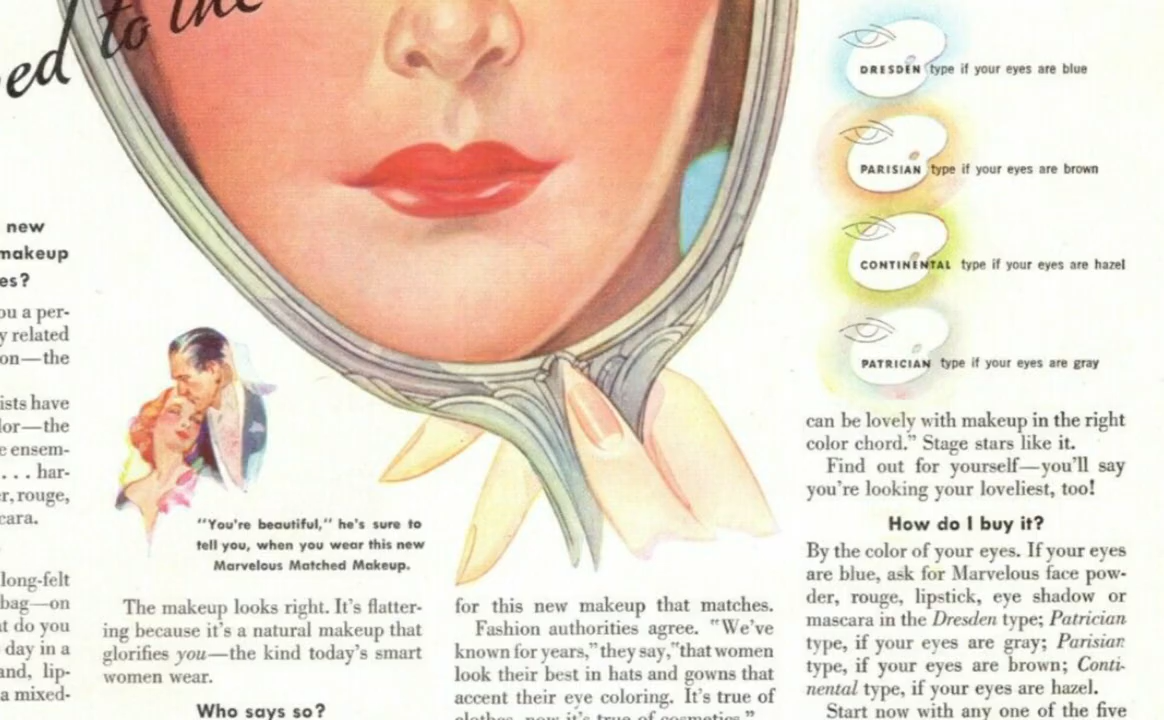 ed to the
new
makeup
es?
ou a per-
y related
on—the
ists have
lor—the
e ensem-
... har-
er, rouge,
cara.
long-felt
bag—on
at do you
day in a
and, lip-
a mixed-
"You're beautiful," he's sure to
tell you, when you wear this new
Marvelous Matched Makeup.
The makeup looks right. It's flatter-
ing because it's a natural makeup that
glorifies you—the kind today's smart
women wear.
Who says so?
for this new makeup that matches.
Fashion authorities agree. "We've
known for years," they say, "that women
look their best in hats and gowns that
accent their eye coloring. It's true of
clothes, now it's true of cosmetics."
DRESDEN type if your eyes are blue
PARISIAN type if your eyes are brown
CONTINENTAL type if your eyes are hazel
PATRICIAN type if your eyes are gray
can be lovely with makeup in the right
color chord." Stage stars like it.
Find out for yourself—you'll say
you're looking your loveliest, too!
How do I buy it?
By the color of your eyes. If your eyes
are blue, ask for Marvelous face pow-
der, rouge, lipstick, eye shadow or
mascara in the Dresden type; Patrician
type, if your eyes are gray; Parisian
type, if your eyes are brown; Conti-
nental type, if your eyes are hazel.
Start now with any one of the five